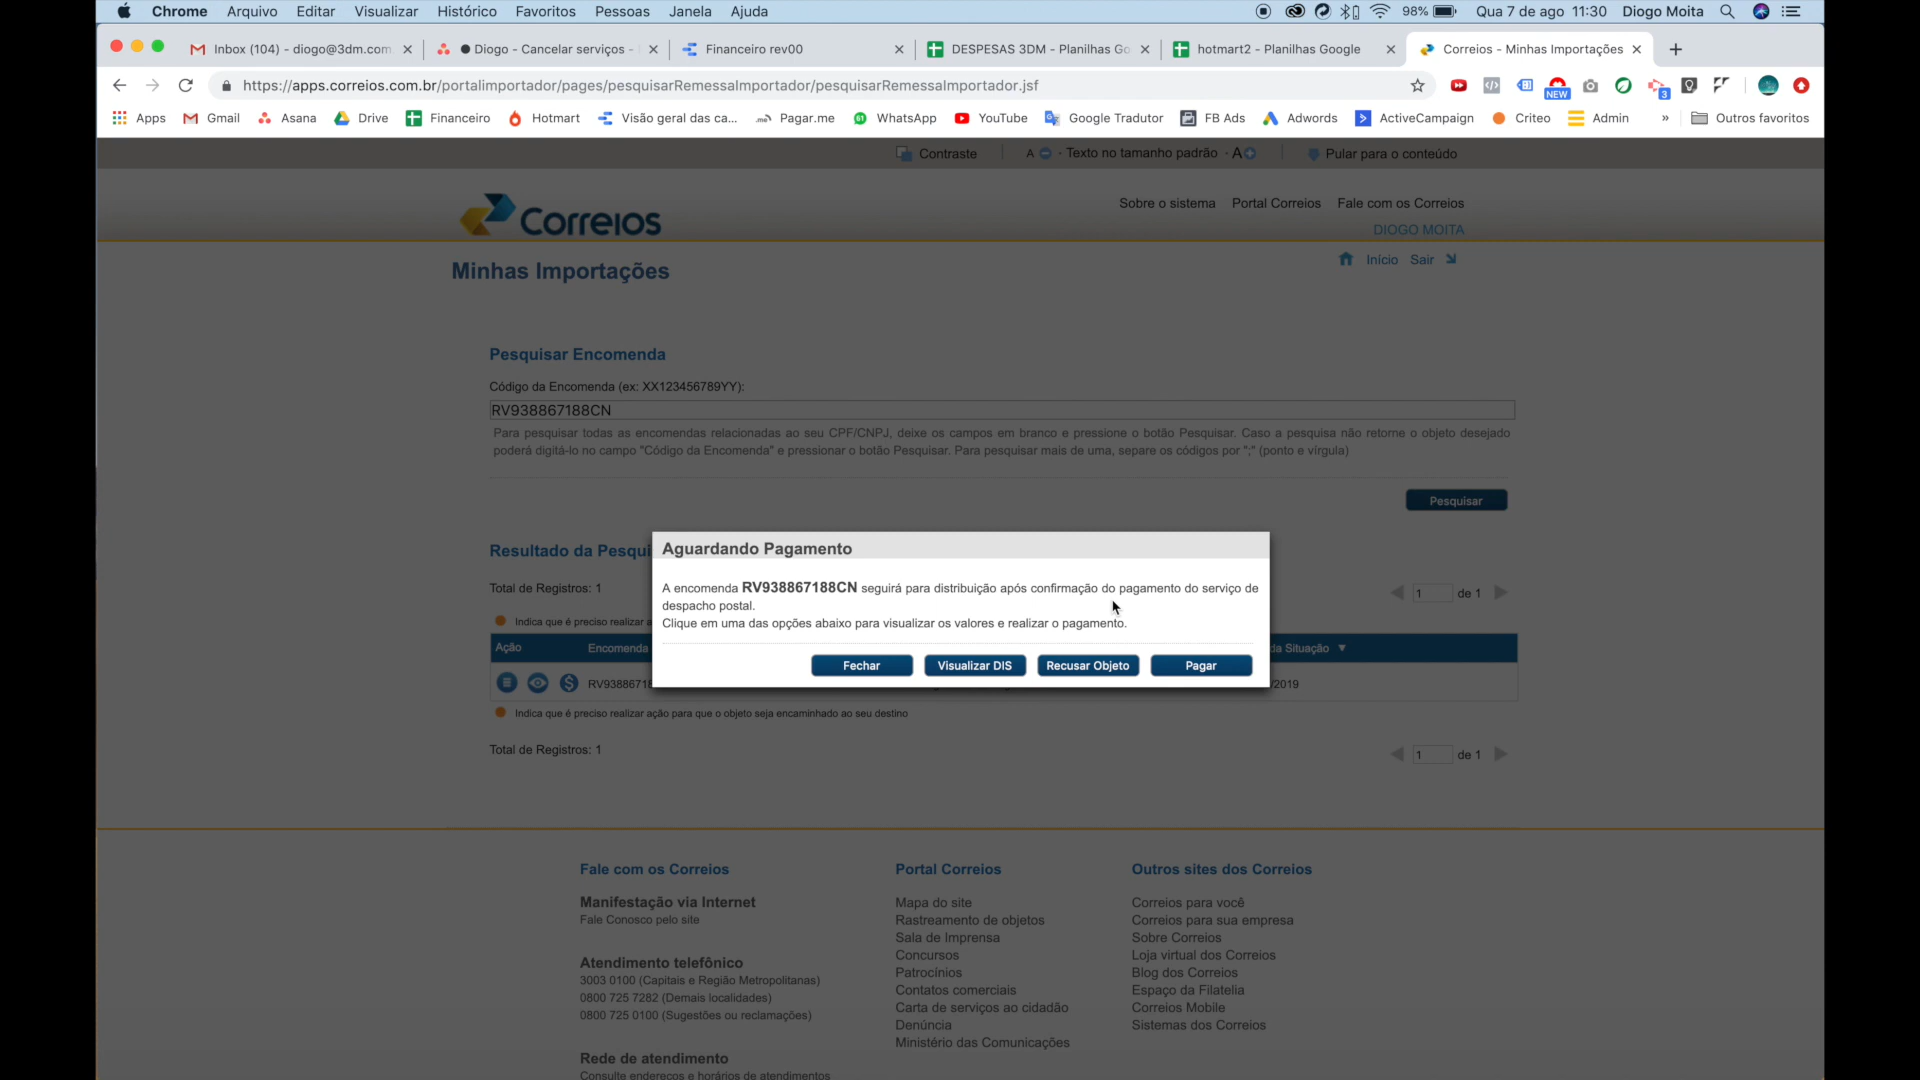 Chrome Arquivo Editar Visualizar Histórico Favoritos Pessoas Janela Ajuda 98% Qua 7 de ago 11:30 Diogo Moita
Inbox (104) - diogo@3dm.com. Diogo - Cancelar serviços - Financeiro rev00 DESPESAS 3DM - Planilhas Go hotmart2 - Planilhas Google Correios - Minhas Importações
https://apps.correios.com.br/portalimportador/pages/pesquisarRemessaImportador/pesquisarRemessaImportador.jsf NEW 3
Apps Gmail Asana Drive Financeiro Hotmart Visão geral das ca... Pagar.me WhatsApp YouTube Google Tradutor FB Ads Adwords ActiveCampaign Criteo Admin » Outros favoritos
Contraste A - Texto no tamanho padrão - A Pular para o conteúdo
Correios
Sobre o sistema Portal Correios Fale com os Correios
DIOGO MOITA
Início Sair
Minhas Importações
Pesquisar Encomenda
Código da Encomenda (ex: XX123456789YY):
RV938867188CN
Para pesquisar todas as encomendas relacionadas ao seu CPF/CNPJ, deixe os campos em branco e pressione o botão Pesquisar. Caso a pesquisa não retorne o objeto desejado
poderá digitá-lo no campo "Código da Encomenda" e pressionar o botão Pesquisar. Para pesquisar mais de uma, separe os códigos por ";" (ponto e vírgula)
Pesquisar
Resultado da Pesqui
Total de Registros: 1
1 de 1
Indica que é preciso realizar a
Ação Encomenda da Situação
RV93886718 /2019
Aguardando Pagamento
A encomenda RV938867188CN seguirá para distribuição após confirmação do pagamento do serviço de
despacho postal.
Clique em uma das opções abaixo para visualizar os valores e realizar o pagamento.
Fechar Visualizar DIS Recusar Objeto Pagar
Indica que é preciso realizar ação para que o objeto seja encaminhado ao seu destino
Total de Registros: 1
1 de 1
Fale com os Correios
Manifestação via Internet
Fale Conosco pelo site
Atendimento telefônico
3003 0100 (Capitais e Região Metropolitanas)
0800 725 7282 (Demais localidades)
0800 725 0100 (Sugestões ou reclamações)
Rede de atendimento
Consulte endereços e horários de atendimentos
Portal Correios
Mapa do site
Rastreamento de objetos
Sala de Imprensa
Concursos
Patrocínios
Contatos comerciais
Carta de serviços ao cidadão
Denúncia
Ministério das Comunicações
Outros sites dos Correios
Correios para você
Correios para sua empresa
Sobre Correios
Loja virtual dos Correios
Blog dos Correios
Espaço da Filatelia
Correios Mobile
Sistemas dos Correios